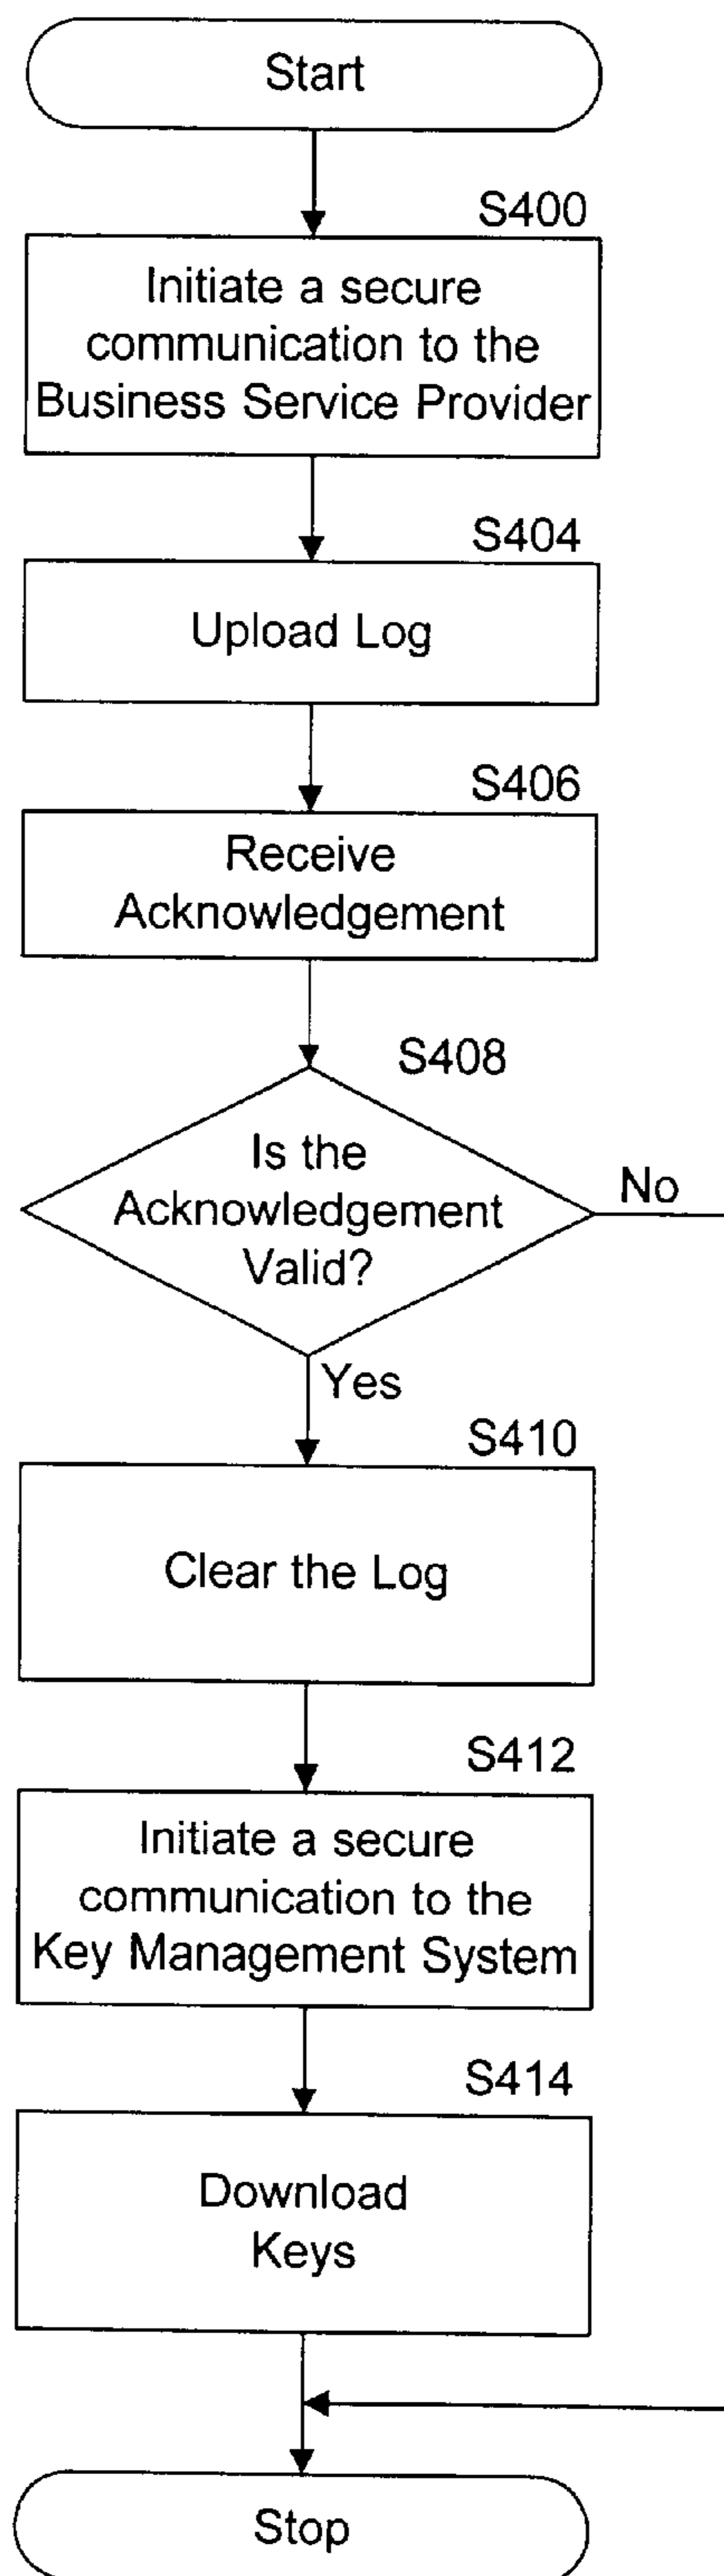 Start
S400
Initiate a secure
communication to the
Business Service Provider
S404
Upload Log
S406
Receive
Acknowledgement
S408
Is the
Acknowledgement
Valid?
No
Yes
S410
Clear the Log
S412
Initiate a secure
communication to the
Key Management System
S414
Download
Keys
Stop